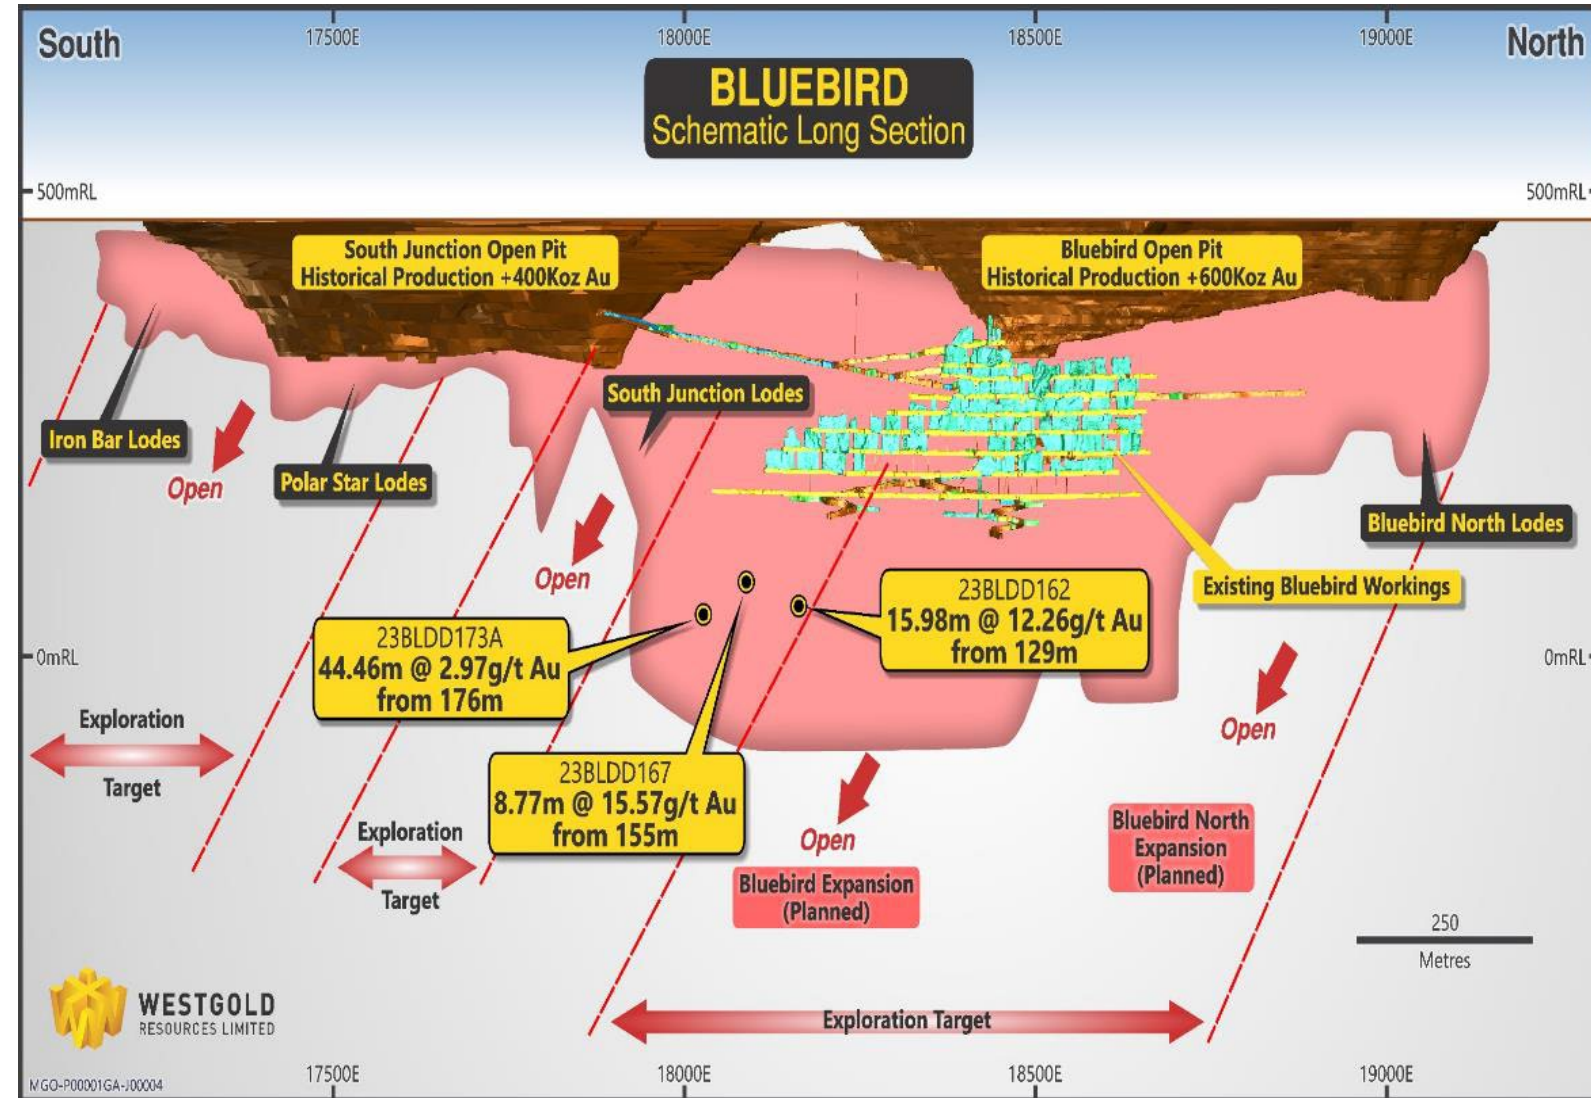 South
17500E
18000E
18500E
19000E
North
BLUEBIRD
Schematic Long Section
500mRL
500mRL
South Junction Open Pit
Historical Production +400Koz Au
Bluebird Open Pit
Historical Production +600Koz Au
South Junction Lodes
Iron Bar Lodes
Open
Polar Star Lodes
Bluebird North Lodes
Open
Existing Bluebird Workings
23BLDD162
15.98m @ 12.26g/t Au
from 129m
23BLDD173A
44.46m @ 2.97g/t Au
from 176m
0mRL
0mRL
Exploration
Target
Open
23BLDD167
8.77m @ 15.57g/t Au
from 155m
Exploration
Target
Open
Bluebird Expansion
(Planned)
Bluebird North
Expansion
(Planned)
250
Metres
WESTGOLD
RESOURCES LIMITED
Exploration Target
MGO-P00001GA-J00004
17500E
18000E
18500E
19000E